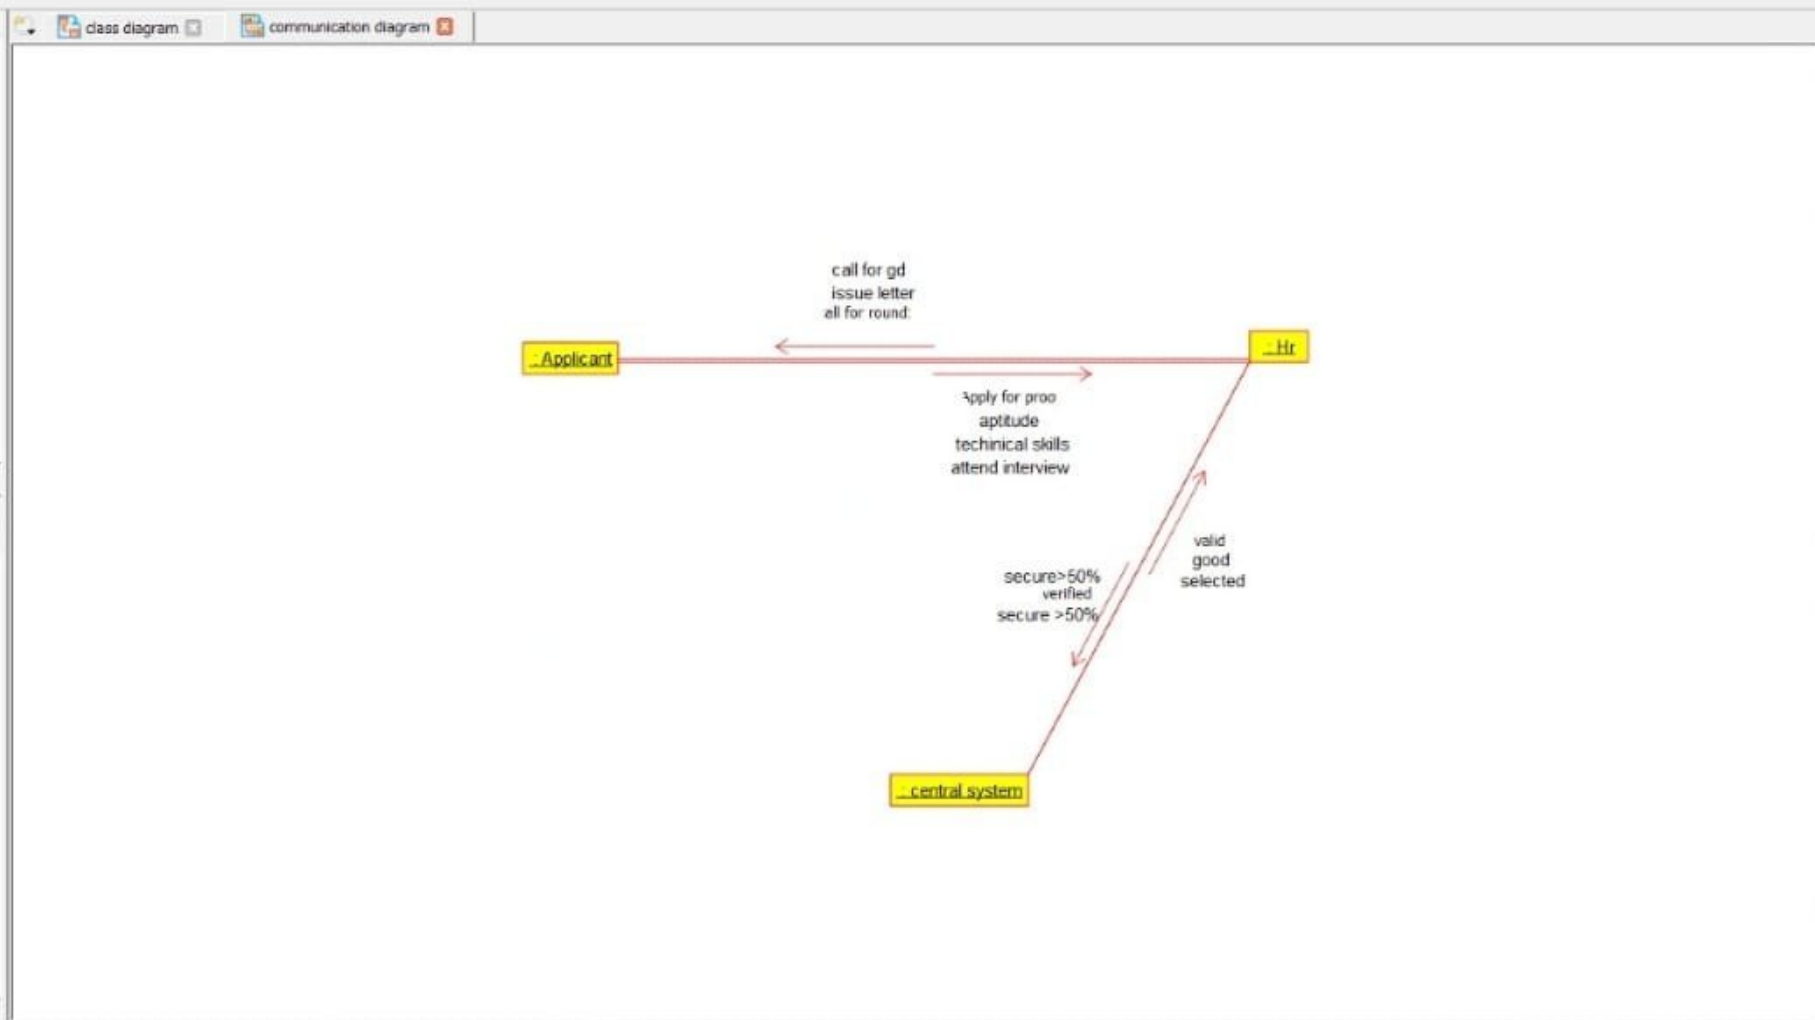 class diagram
communication diagram
call for gd
issue letter
all for round:
: Applicant
: Hr
Apply for proo
aptitude
techinical skills
attend interview
valid
good
selected
secure>50%
verified
secure >50%
: central system